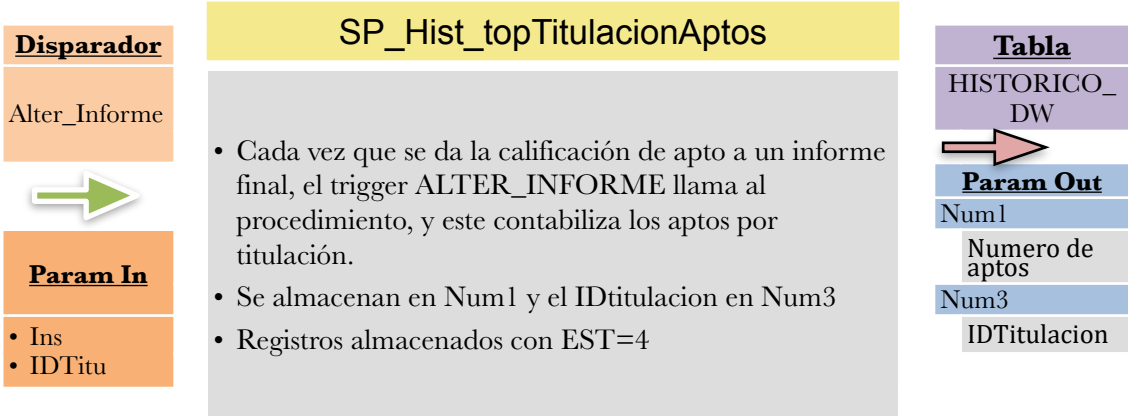 SP_Hist_topTitulacionAptos
Disparador
Alter_Informe
Param In
• Ins
• IDTitu
• Cada vez que se da la calificación de apto a un informe
final, el trigger ALTER_INFORME llama al
procedimiento, y este contabiliza los aptos por
titulación.
• Se almacenan en Num1 y el IDtitulacion en Num3
• Registros almacenados con EST=4
Tabla
HISTORICO_
DW
Param Out
Num1
Numero de
aptos
Num3
IDTitulacion